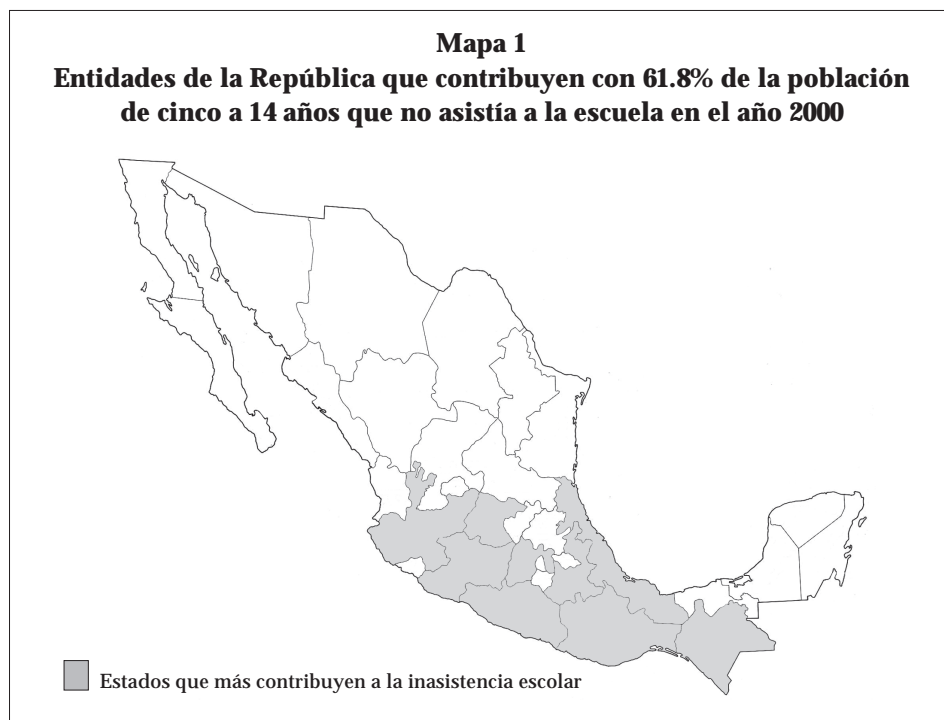 Mapa 1
Entidades de la República que contribuyen con 61.8% de la población
de cinco a 14 años que no asistía a la escuela en el año 2000
Estados que más contribuyen a la inasistencia escolar